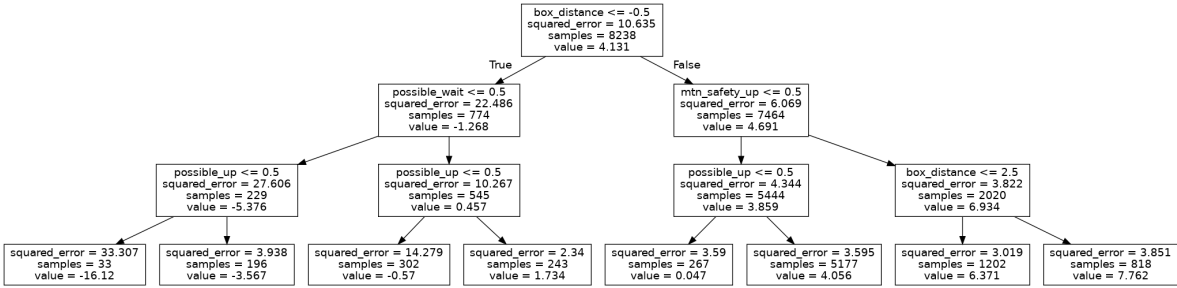 box_distance <= -0.5
squared_error = 10.635
samples = 8238
value = 4.131
True
False
possible_wait <= 0.5
squared_error = 22.486
samples = 774
value = -1.268
mtn_safety_up <= 0.5
squared_error = 6.069
samples = 7464
value = 4.691
possible_up <= 0.5
squared_error = 27.606
samples = 229
value = -5.376
possible_up <= 0.5
squared_error = 10.267
samples = 545
value = 0.457
possible_up <= 0.5
squared_error = 4.344
samples = 5444
value = 3.859
box_distance <= 2.5
squared_error = 3.822
samples = 2020
value = 6.934
squared_error = 33.307
samples = 33
value = -16.12
squared_error = 3.938
samples = 196
value = -3.567
squared_error = 14.279
samples = 302
value = -0.57
squared_error = 2.34
samples = 243
value = 1.734
squared_error = 3.59
samples = 267
value = 0.047
squared_error = 3.595
samples = 5177
value = 4.056
squared_error = 3.019
samples = 1202
value = 6.371
squared_error = 3.851
samples = 818
value = 7.762